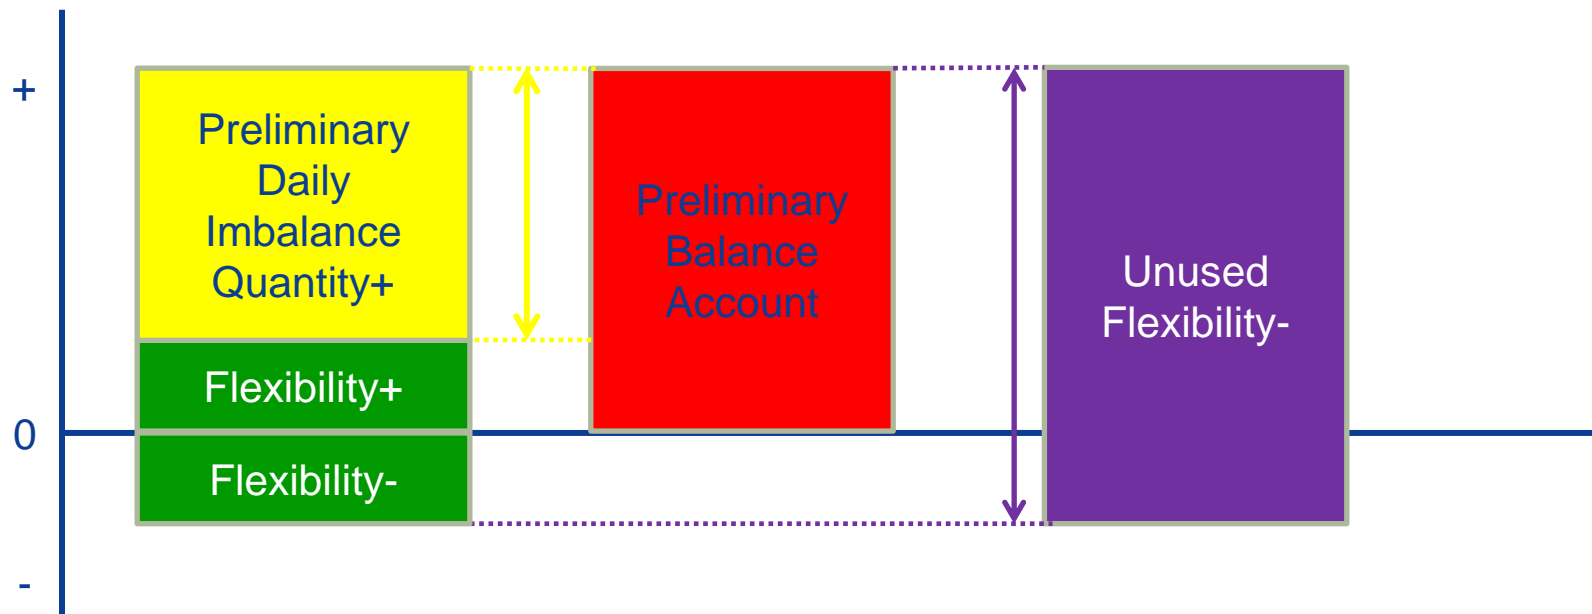 +
Preliminary
Daily
Imbalance
Quantity+
Preliminary
Balance
Account
Unused
Flexibility-
Flexibility+
0
Flexibility-
-